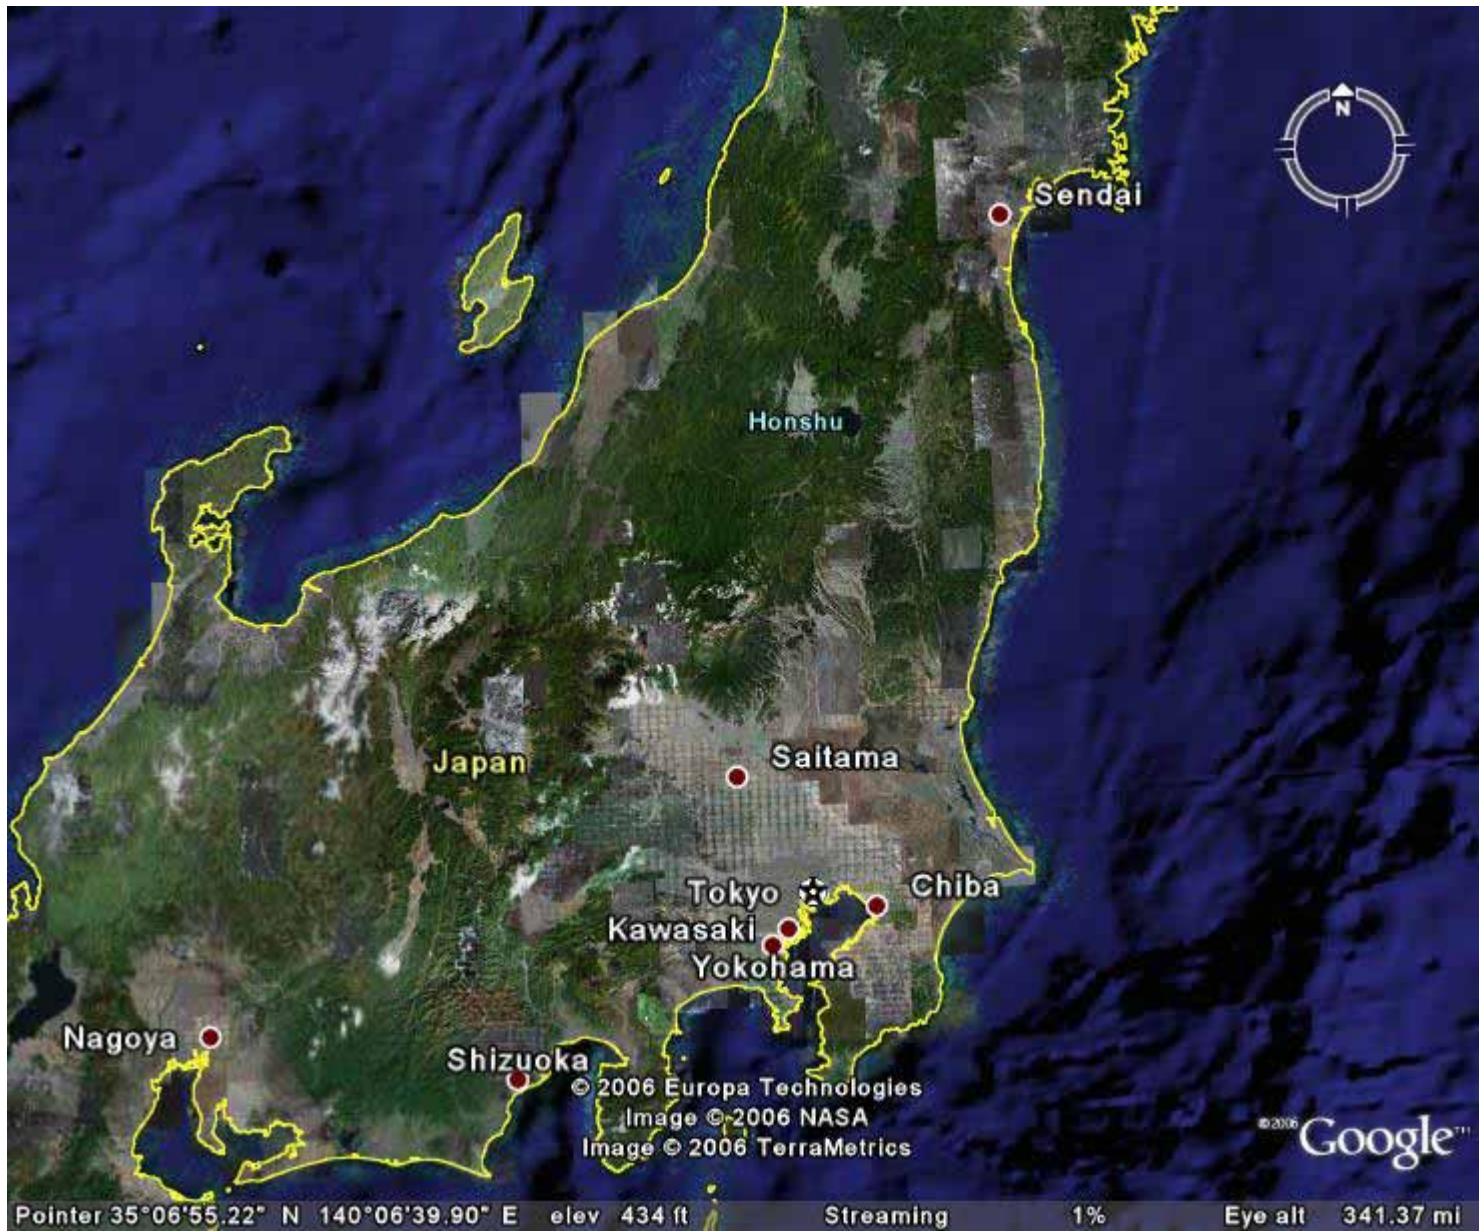 N
Sendai
Honshu
Japan
Saitama
Tokyo
Chiba
Kawasaki
Yokohama
Nagoya
Shizuoka
© 2006 Europa Technologies
Image © 2006 NASA
Image © 2006 TerraMetrics
©2006 Google™
Pointer 35°06'55.22" N 140°06'39.90" E elev 434 ft Streaming 1% Eye alt 341.37 mi